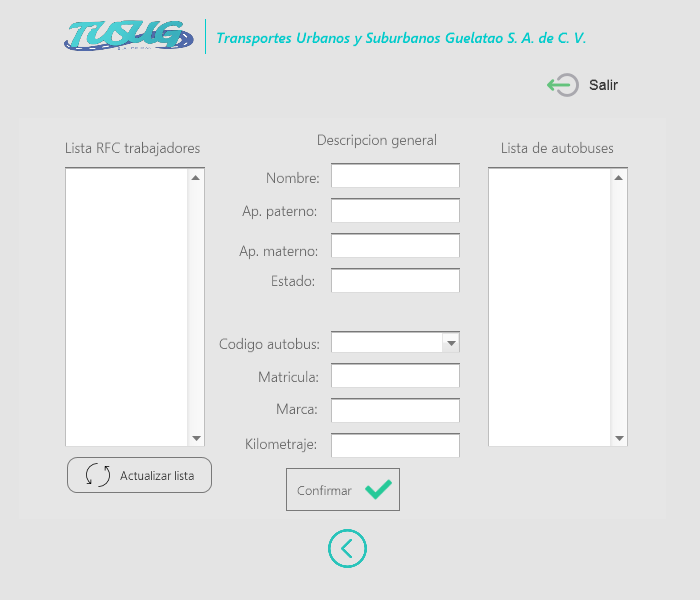 TUSUG
Transportes Urbanos y Suburbanos Guelatao S. A. de C. V.
Salir
Lista RFC trabajadores
Descripcion general
Nombre:
Ap. paterno:
Ap. materno:
Estado:
Codigo autobus:
Matricula:
Marca:
Kilometraje:
Lista de autobuses
Actualizar lista
Confirmar